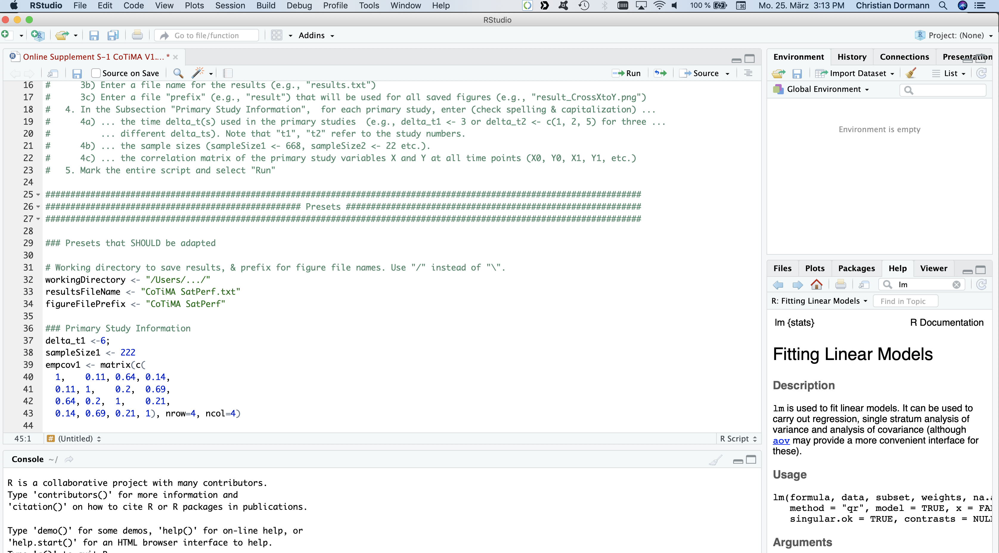 RStudio File Edit Code View Plots Session Build Debug Profile Tools Window Help 100 % Mo. 25. März 3:13 PM Christian Dormann
RStudio
Go to file/function Addins Project: (None)
Online Supplement S-1 CoTiMA V1.... *
Source on Save Run Source
16 # 3b) Enter a file name for the results (e.g., "results.txt")
17 # 3c) Enter a file "prefix" (e.g., "result") that will be used for all saved figures (e.g., "result_CrossXtoY.png")
18 # 4. In the Subsection "Primary Study Information", for each primary study, enter (check spelling & capitalization) ...
19 # 4a) ... the time delta_t(s) used in the primary studies (e.g., delta_t1 <- 3 or delta_t2 <- c(1, 2, 5) for three ...
20 # ... different delta_ts). Note that "t1", "t2" refer to the study numbers.
21 # 4b) ... the sample sizes (sampleSize1 <- 668, sampleSize2 <- 22 etc.).
22 # 4c) ... the correlation matrix of the primary study variables X and Y at all time points (X0, Y0, X1, Y1, etc.)
23 # 5. Mark the entire script and select "Run"
24
25 #######################################################################################################################
26 ################################################### Presets ###########################################################
27 #######################################################################################################################
28
29 ### Presets that SHOULD be adapted
30
31 # Working directory to save results, & prefix for figure file names. Use "/" instead of "\".
32 workingDirectory <- "/Users/.../"
33 resultsFileName <- "CoTiMA SatPerf.txt"
34 figureFilePrefix <- "CoTiMA SatPerf"
35
36 ### Primary Study Information
37 delta_t1 <-6;
38 sampleSize1 <- 222
39 empcov1 <- matrix(c(
40 1, 0.11, 0.64, 0.14,
41 0.11, 1, 0.2, 0.69,
42 0.64, 0.2, 1, 0.21,
43 0.14, 0.69, 0.21, 1), nrow=4, ncol=4)
44
45:1 # (Untitled) R Script
Console ~/
R is a collaborative project with many contributors.
Type 'contributors()' for more information and
'citation()' on how to cite R or R packages in publications.
Type 'demo()' for some demos, 'help()' for on-line help, or
'help.start()' for an HTML browser interface to help.
Environment History Connections Presentation
Import Dataset List
Global Environment
Environment is empty
Files Plots Packages Help Viewer
lm
R: Fitting Linear Models Find in Topic
lm {stats} R Documentation
Fitting Linear Models
Description
lm is used to fit linear models. It can be used to
carry out regression, single stratum analysis of
variance and analysis of covariance (although
aov may provide a more convenient interface for
these).
Usage
lm(formula, data, subset, weights, na.
method = "qr", model = TRUE, x = FA
singular.ok = TRUE, contrasts = NUL
Arguments